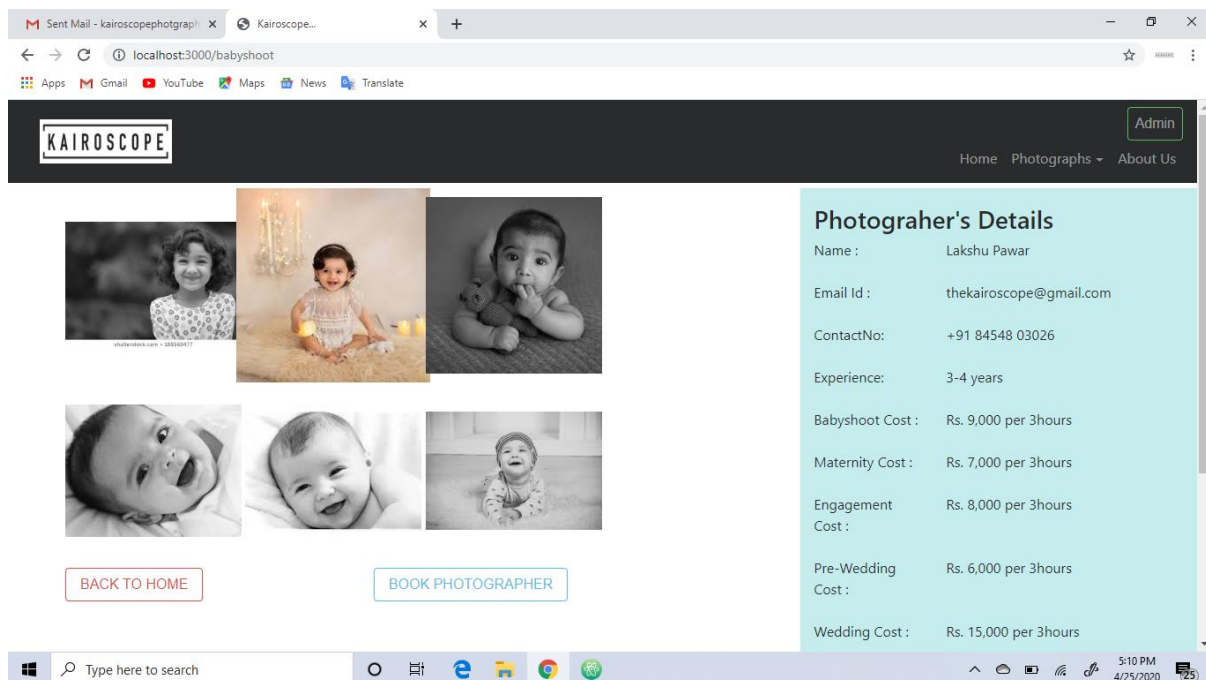 Sent Mail - kairoscopephotgraph
Kairoscope...
localhost:3000/babyshoot
Apps
Gmail
YouTube
Maps
News
Translate
KAIROSCOPE
Admin
Home Photographs About Us
Photograher's Details
Name : Lakshu Pawar
Email Id : thekairoscope@gmail.com
ContactNo: +91 84548 03026
Experience: 3-4 years
Babyshoot Cost : Rs. 9,000 per 3hours
Maternity Cost : Rs. 7,000 per 3hours
Engagement Rs. 8,000 per 3hours
Cost :
Pre-Wedding Rs. 6,000 per 3hours
Cost :
Wedding Cost : Rs. 15,000 per 3hours
BACK TO HOME
BOOK PHOTOGRAPHER
Type here to search
5:10 PM
4/25/2020
25